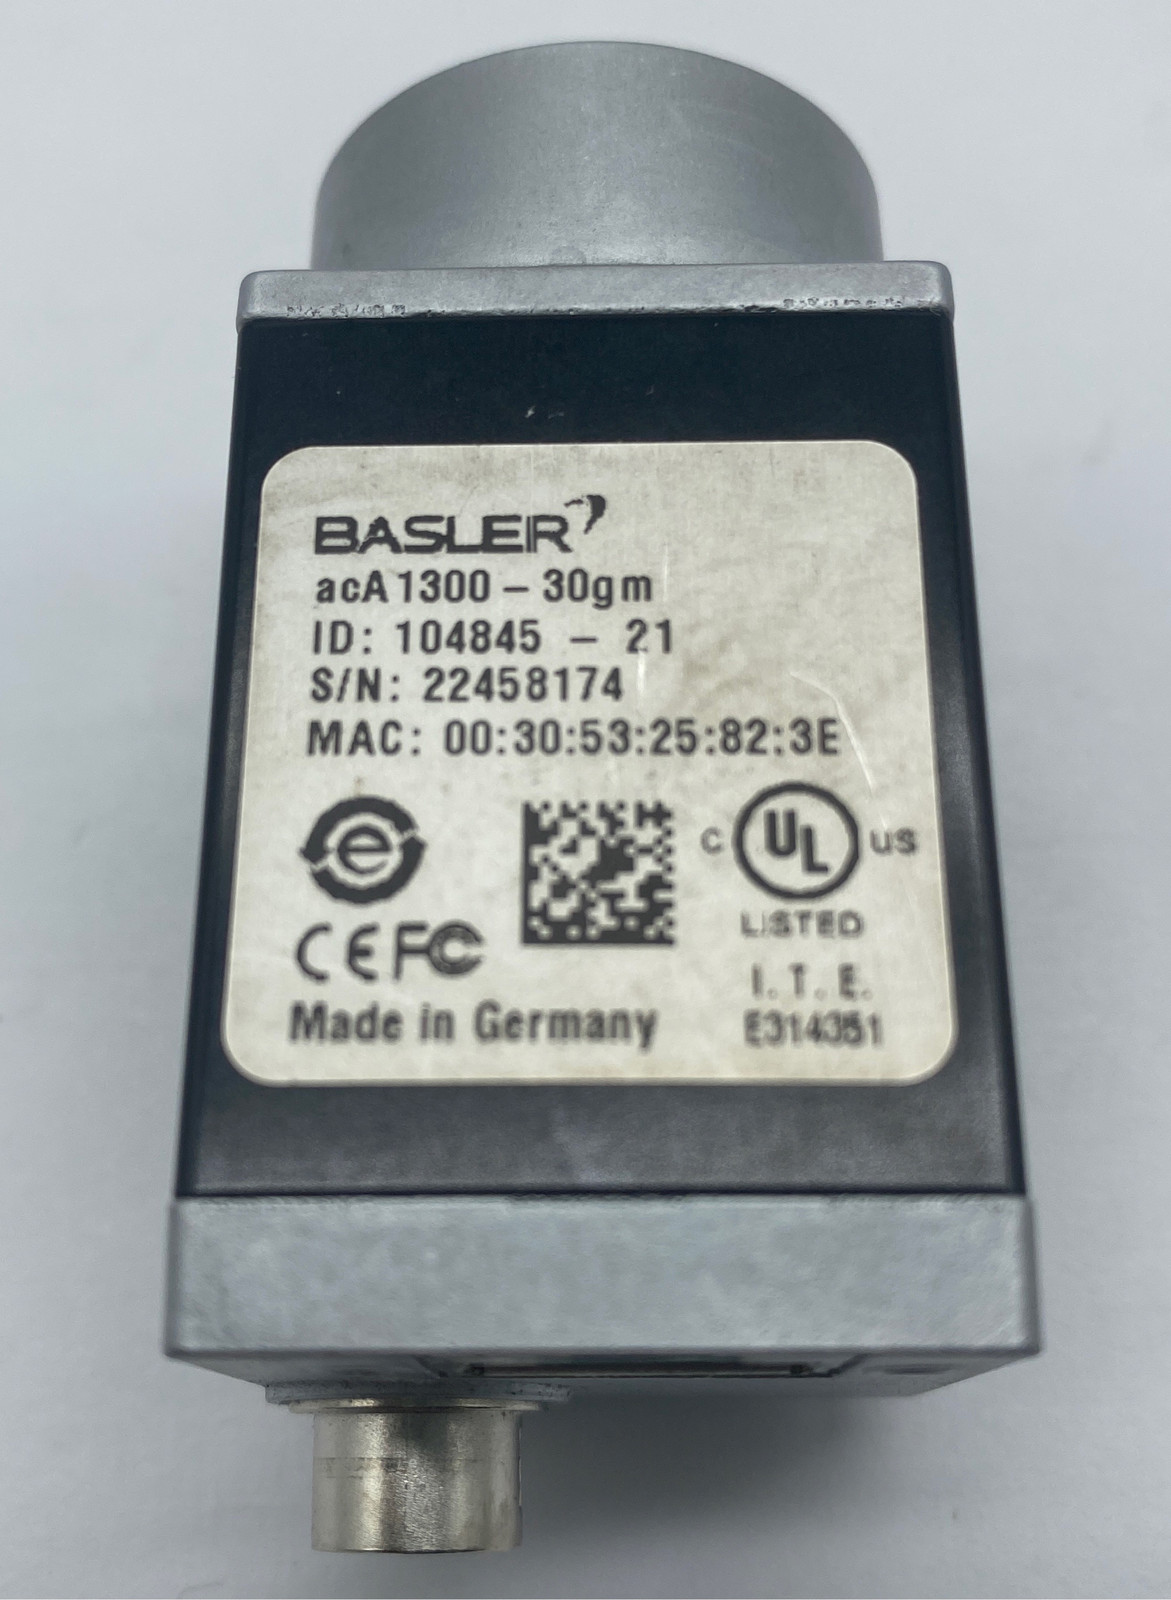 BASLER
acA1300 – 30gm
ID: 104845 – 21
S/N: 22458174
MAC: 00:30:53:25:82:3E
e
C UL US
LISTED
CE FC
I.T.E.
Made in Germany
E314351